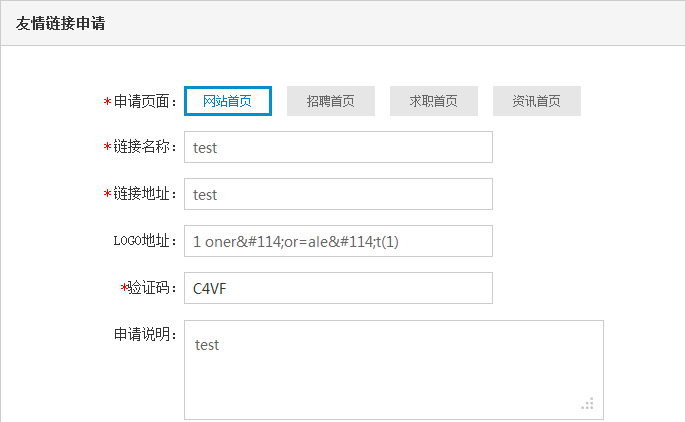 友情链接申请
*申请页面: 网站首页 招聘首页 求职首页 资讯首页
*链接名称: test
*链接地址: test
LOGO地址: 1 oner&#114;or=ale&#114;t(1)
*验证码: C4VF
申请说明: test